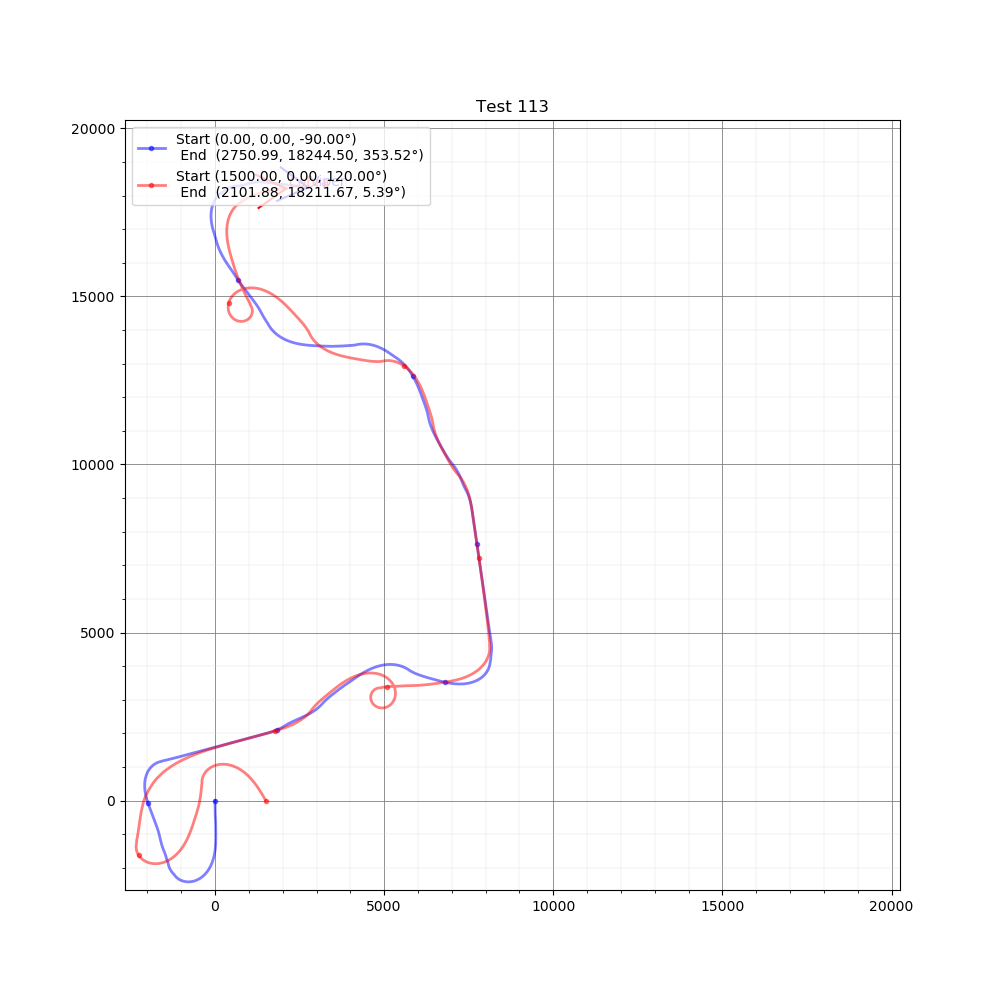 Test 113
20000
15000
10000
5000
0
Start (0.00, 0.00, -90.00°)
End (2750.99, 18244.50, 353.52°)
Start (1500.00, 0.00, 120.00°)
End (2101.88, 18211.67, 5.39°)
0
5000
10000
15000
20000